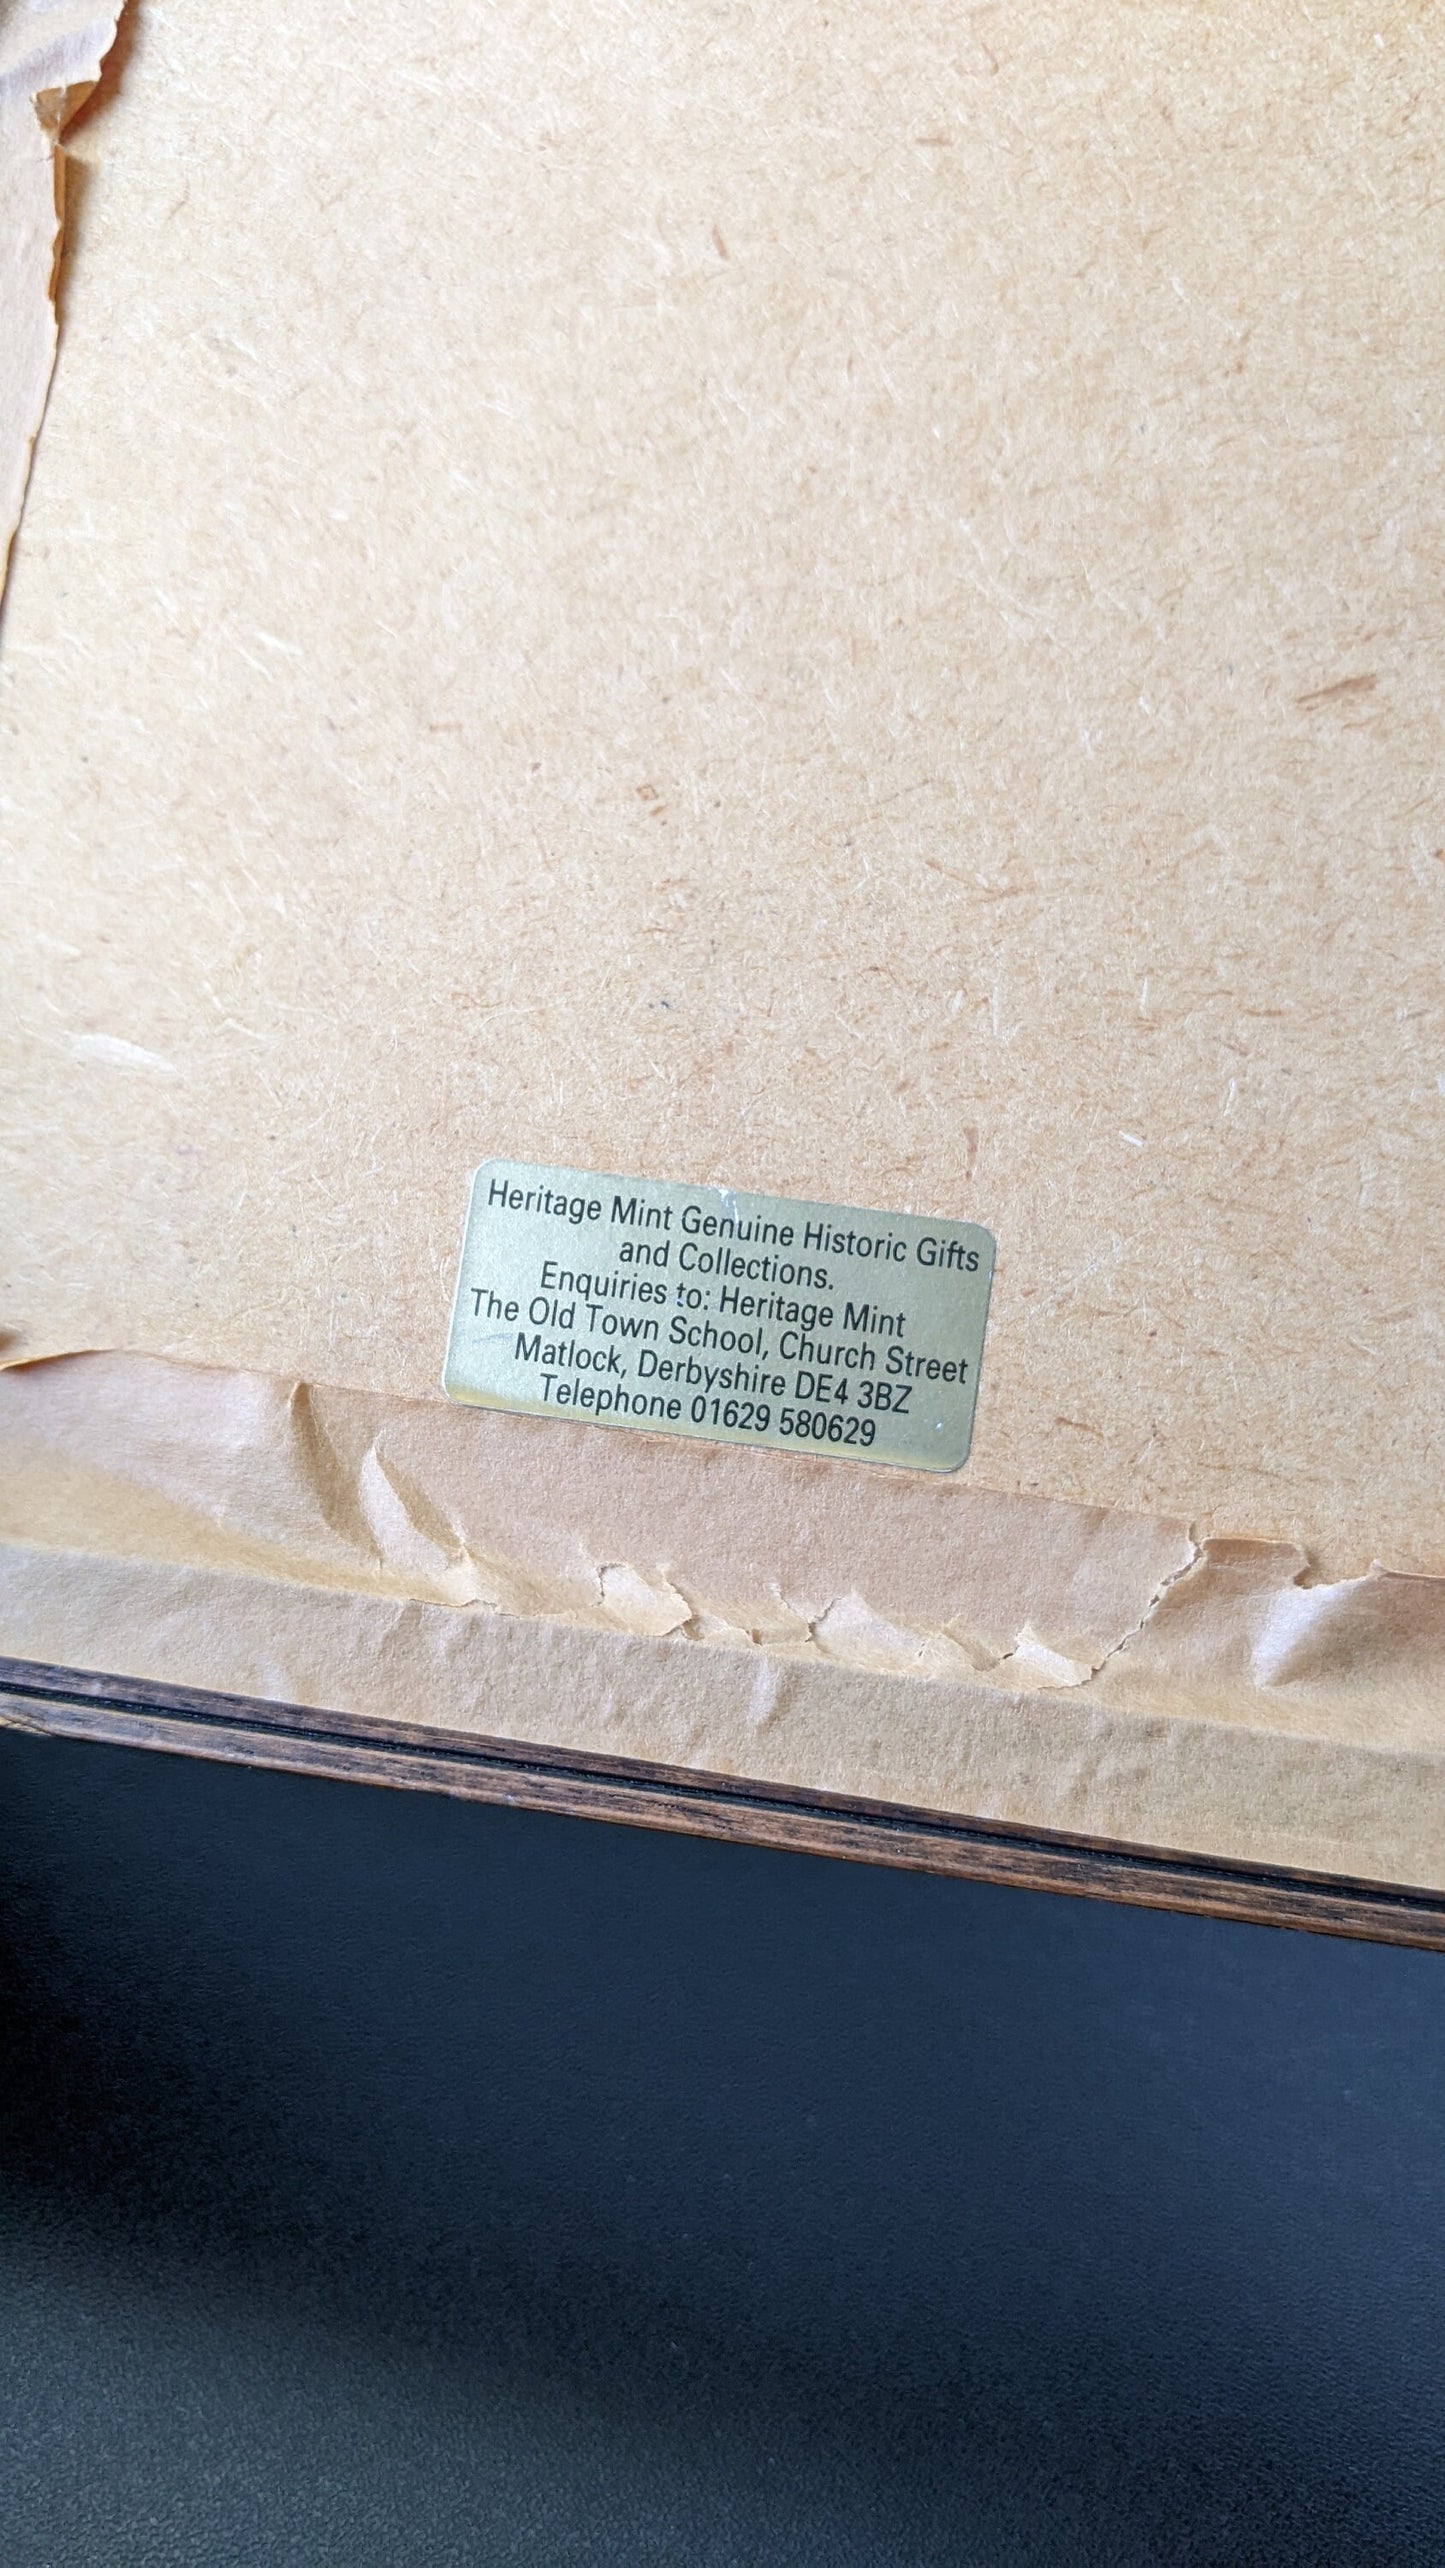 Heritage Mint Genuine Historic Gifts
and Collections.
Enquiries to: Heritage Mint
The Old Town School, Church Street
Matlock, Derbyshire DE4 3BZ
Telephone 01629 580629